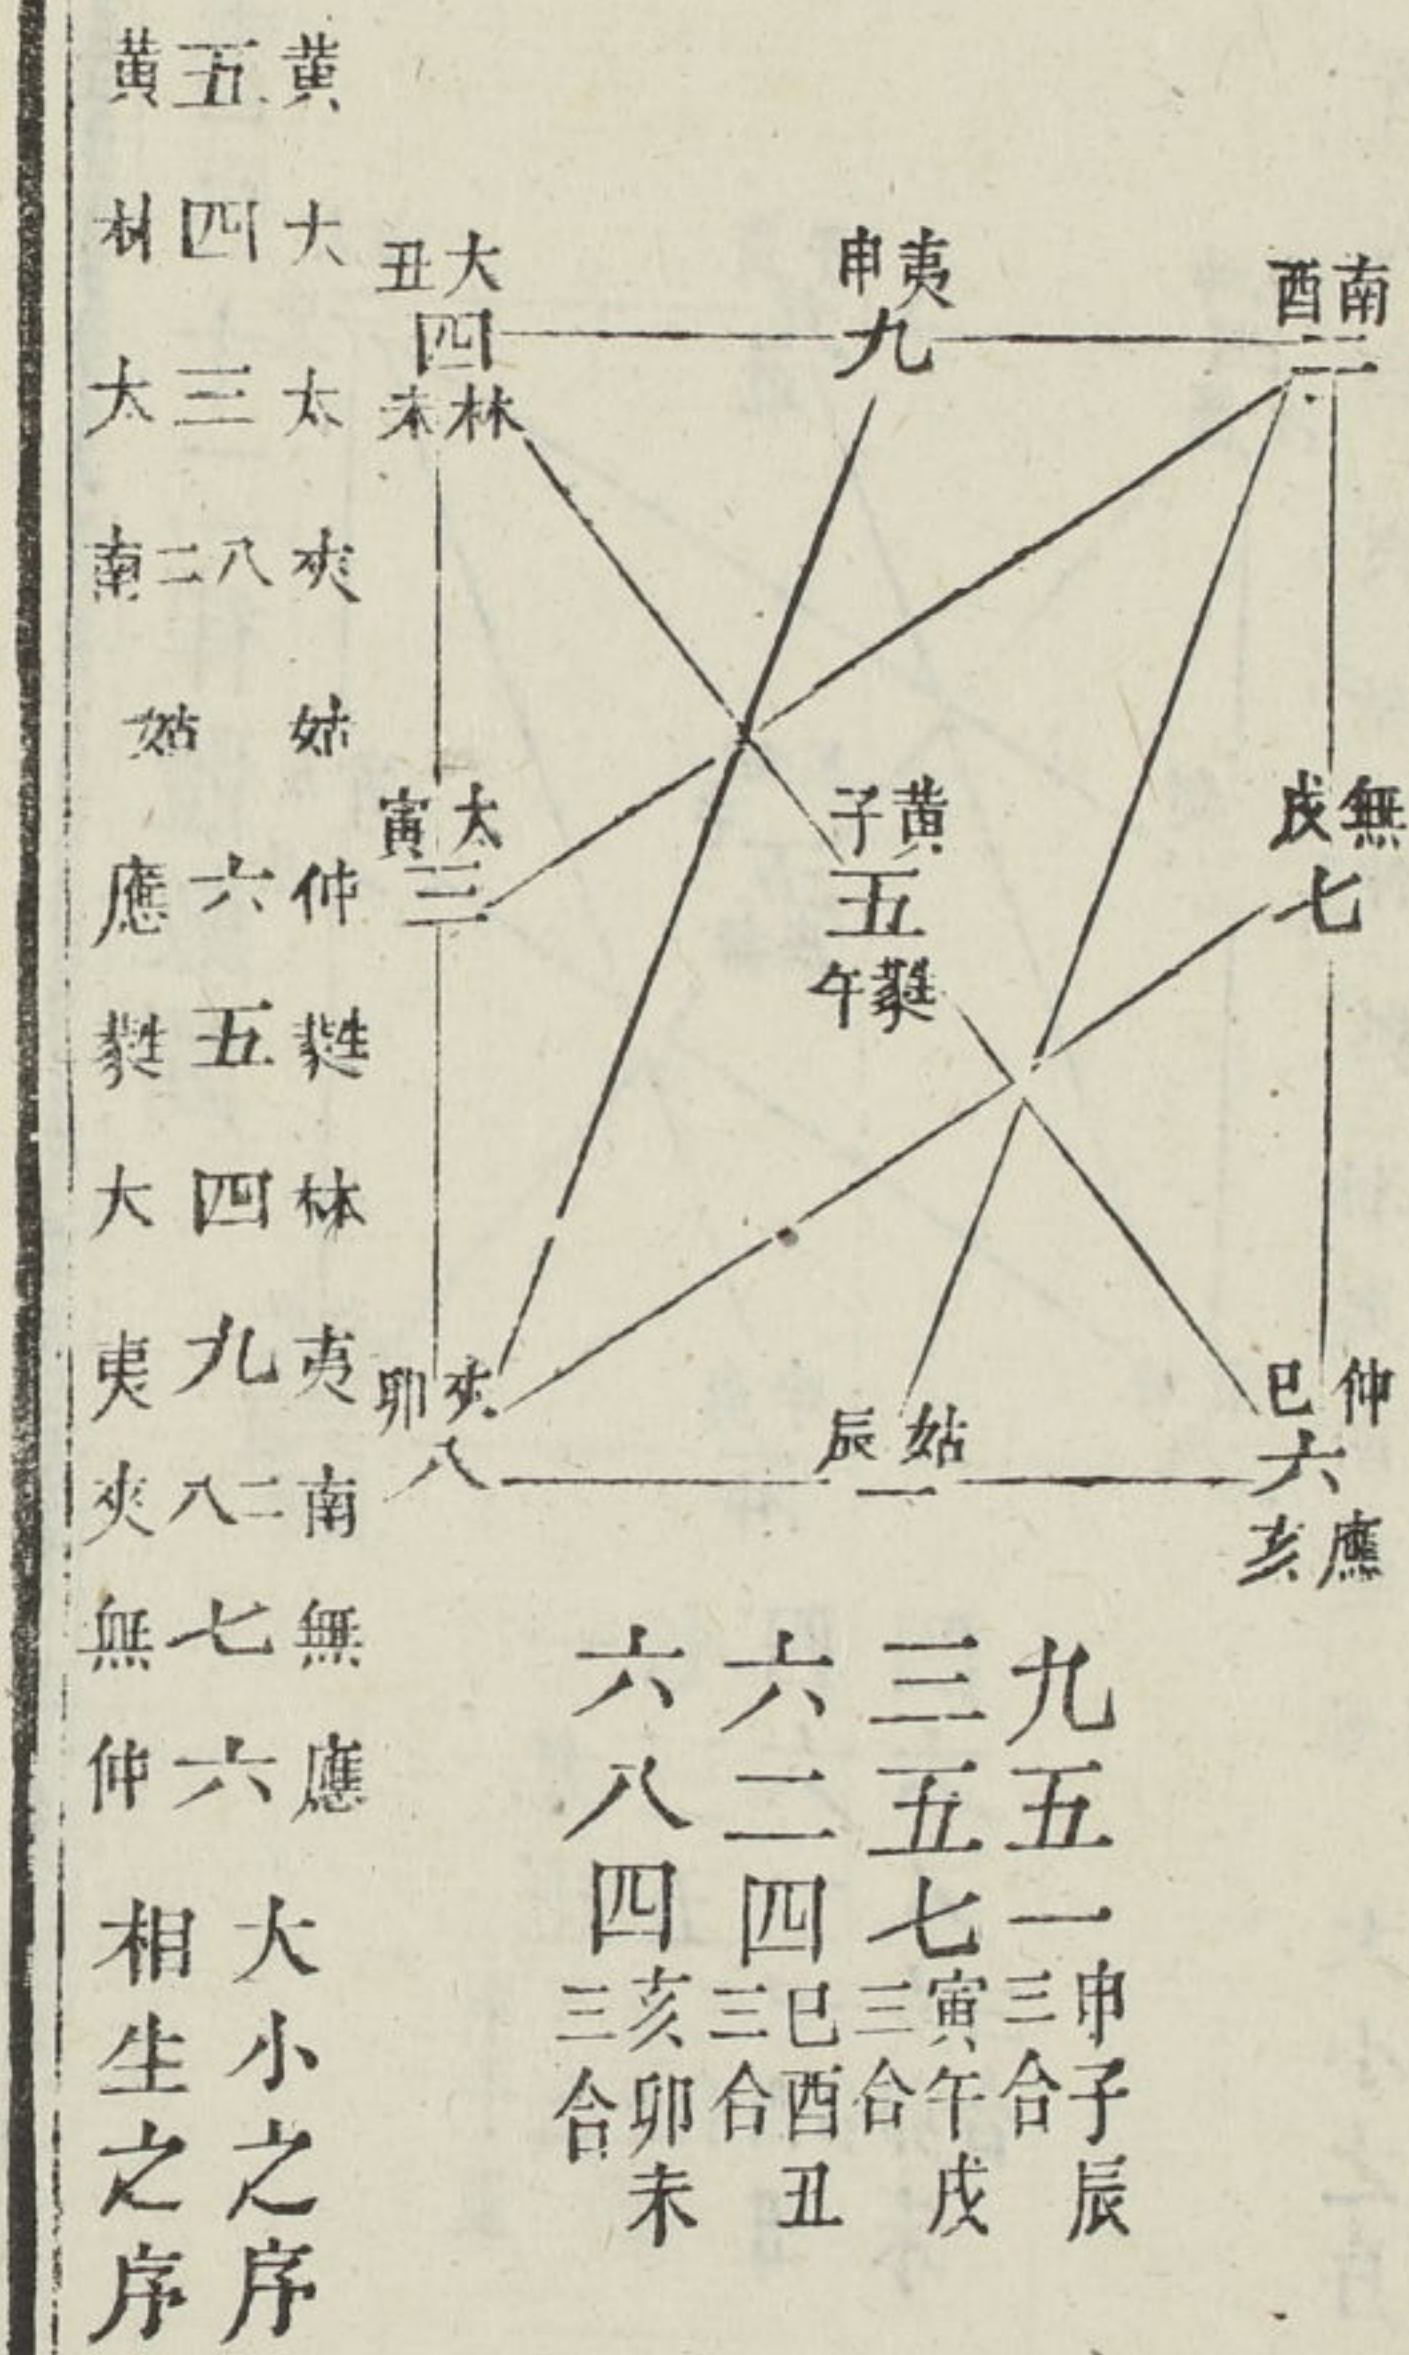 南酉
二
夷申
九
大丑
四
林未
無戌
七
黄子
五
蕤午
太寅
三
仲巳
六
應亥
姑辰
一
夾卯
八
九五一申子辰三合
三五七寅午戌三合
六二四巳酉丑三合
六八四亥卯未三合
黄大太夾姑仲蕤林夷南無應大小之序
五四三八二六五四九二八七六
黄林太南姑應蕤大夷夾無仲相生之序